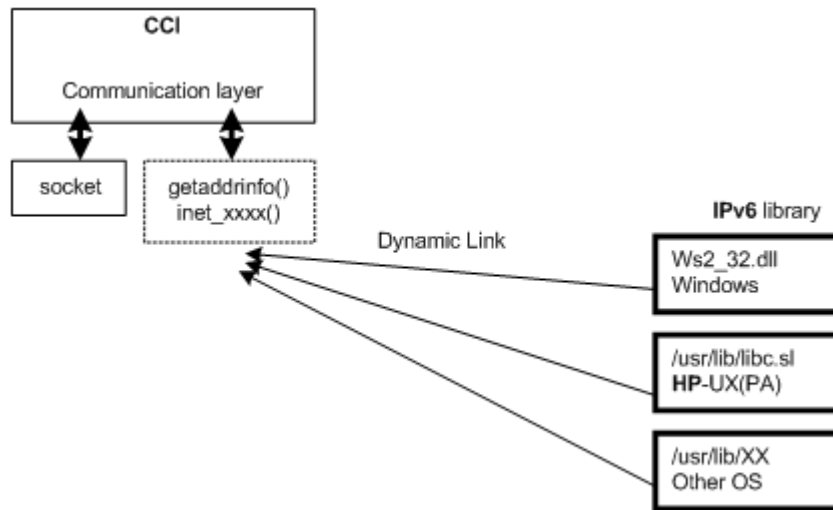 CCI
Communication layer
socket
getaddrinfo()
inet_xxxx()
Dynamic Link
IPv6 library
Ws2_32.dll
Windows
/usr/lib/libc.sl
HP-UX(PA)
/usr/lib/XX
Other OS